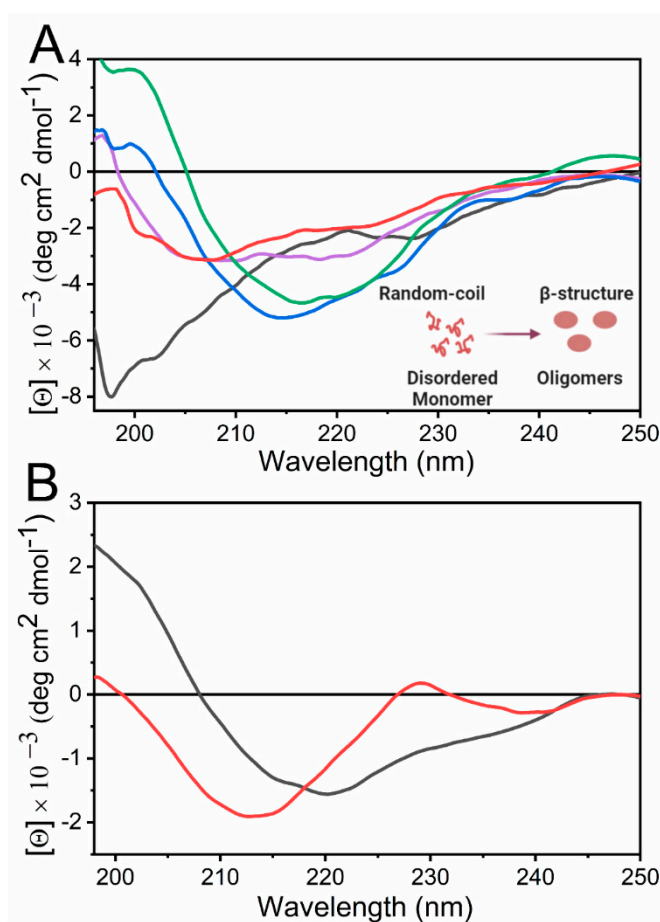 A
4
2
0
-2
-4
-6
-8
[Θ] × 10⁻³ (deg cm² dmol⁻¹)
Random-coil
β-structure
Disordered
Monomer
Oligomers
200 210 220 230 240 250
Wavelength (nm)
B
3
2
1
0
-1
-2
[Θ] × 10⁻³ (deg cm² dmol⁻¹)
200 210 220 230 240 250
Wavelength (nm)